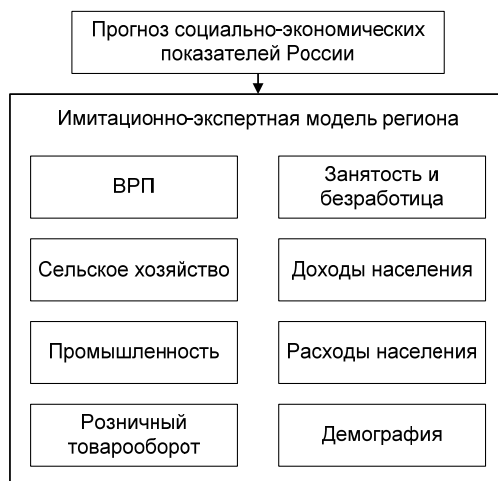 Прогноз социально-экономических
показателей России
Имитационно-экспертная модель региона
ВРП
Занятость и
безработица
Сельское хозяйство
Доходы населения
Промышленность
Расходы населения
Розничный
товарооборот
Демография